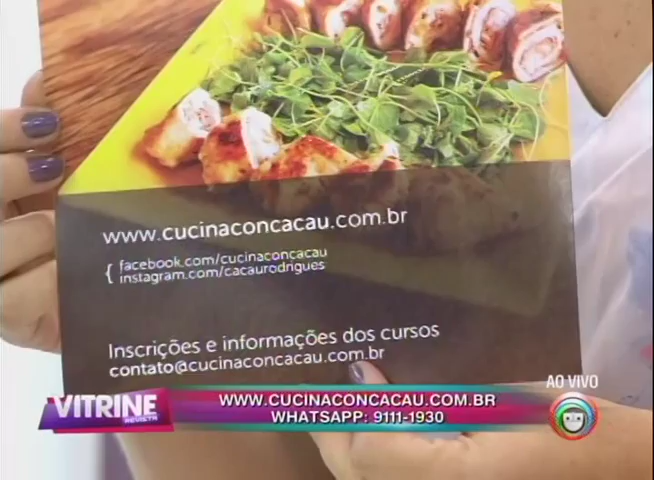 www.cucinaconcacau.com.br
{ facebook.com/cucinaconcacau
instagram.com/cacaurodrigues
Inscrições e informações dos cursos
contato@cucinaconcacau.com.br
AO VIVO
VITRINE
REVISTA
WWW.CUCINACONCACAU.COM.BR
WHATSAPP: 9111-1930